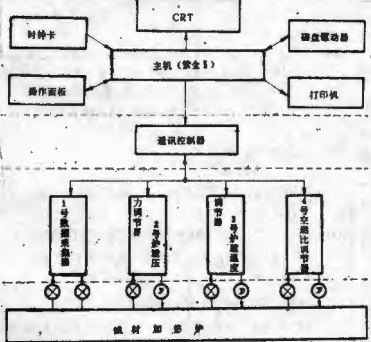 CRT
时钟卡
磁盘驱动器
主机（紫金Ⅱ）
操作面板
打印机
通讯控制器
1号数据采集器
2号炉膛压
力调节器
3号炉温度
调节器
4号空燃比调节器
P
P
P
钢材加热炉